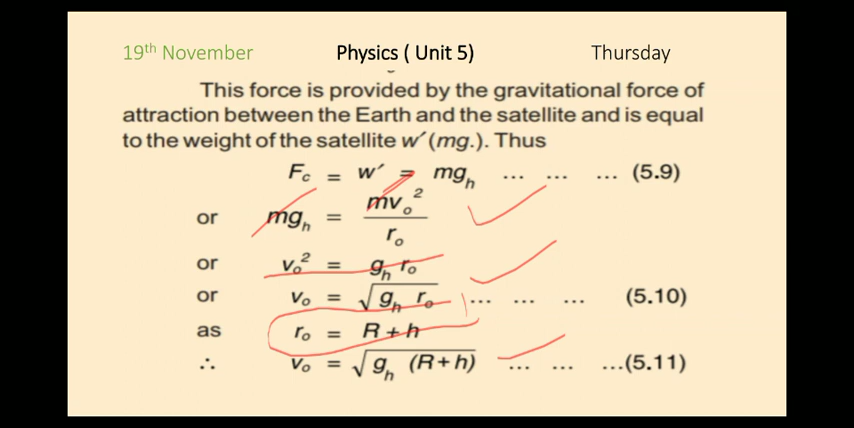 19th November Physics ( Unit 5) Thursday
This force is provided by the gravitational force of
attraction between the Earth and the satellite and is equal
to the weight of the satellite w′(mg.). Thus
Fc = w′ = mgh ... ... ... (5.9)
or mgh = mvo²/ro
or vo² = gh ro
or vo = √(gh ro) ... ... ... (5.10)
as ro = R + h
∴ vo = √(gh (R+h)) ... ... ...(5.11)